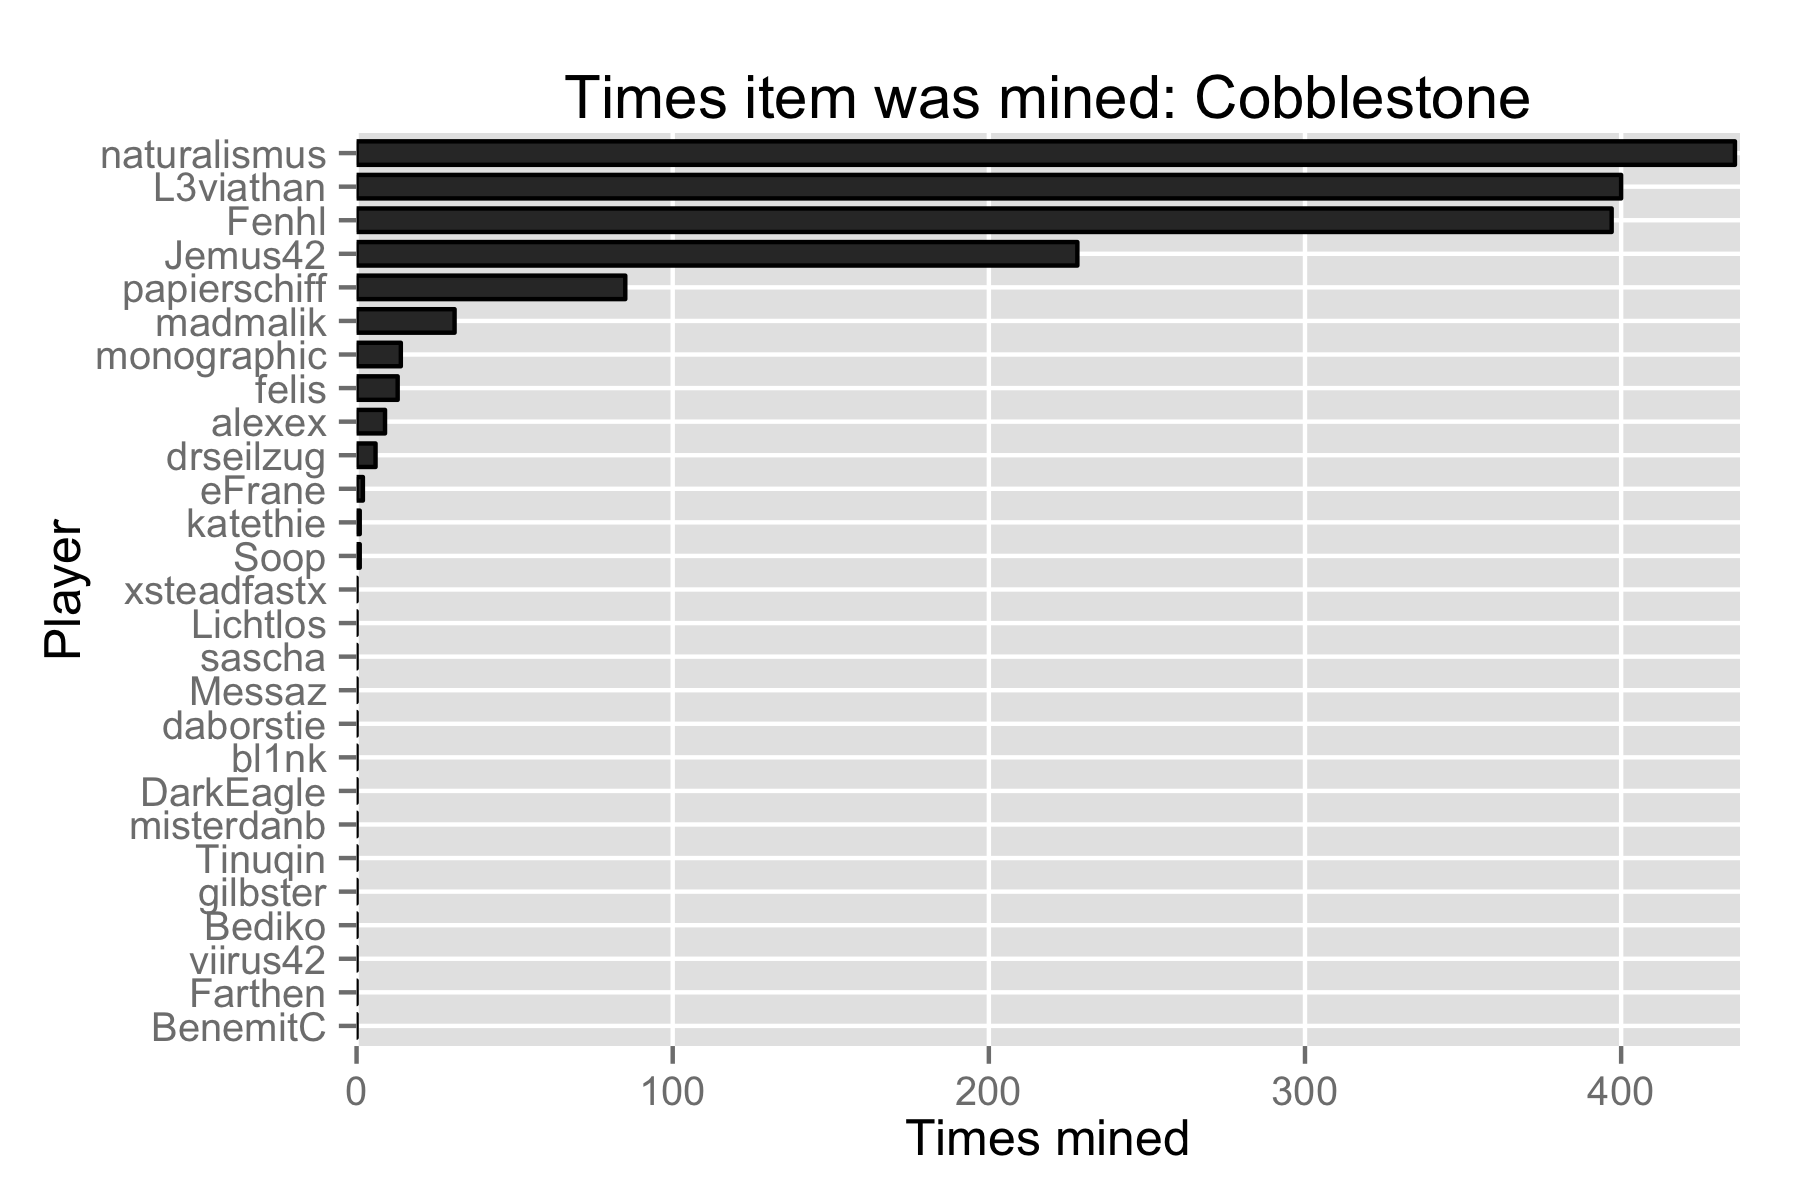 Times item was mined: Cobblestone
naturalismus
L3viathan
Fenhl
Jemus42
papierschiff
madmalik
monographic
felis
alexex
drseilzug
eFrane
katethie
Soop
xsteadfastx
Lichtlos
sascha
Messaz
daborstie
bl1nk
DarkEagle
misterdanb
Tinuqin
gilbster
Bediko
viirus42
Farthen
BenemitC
Player
0 100 200 300 400
Times mined